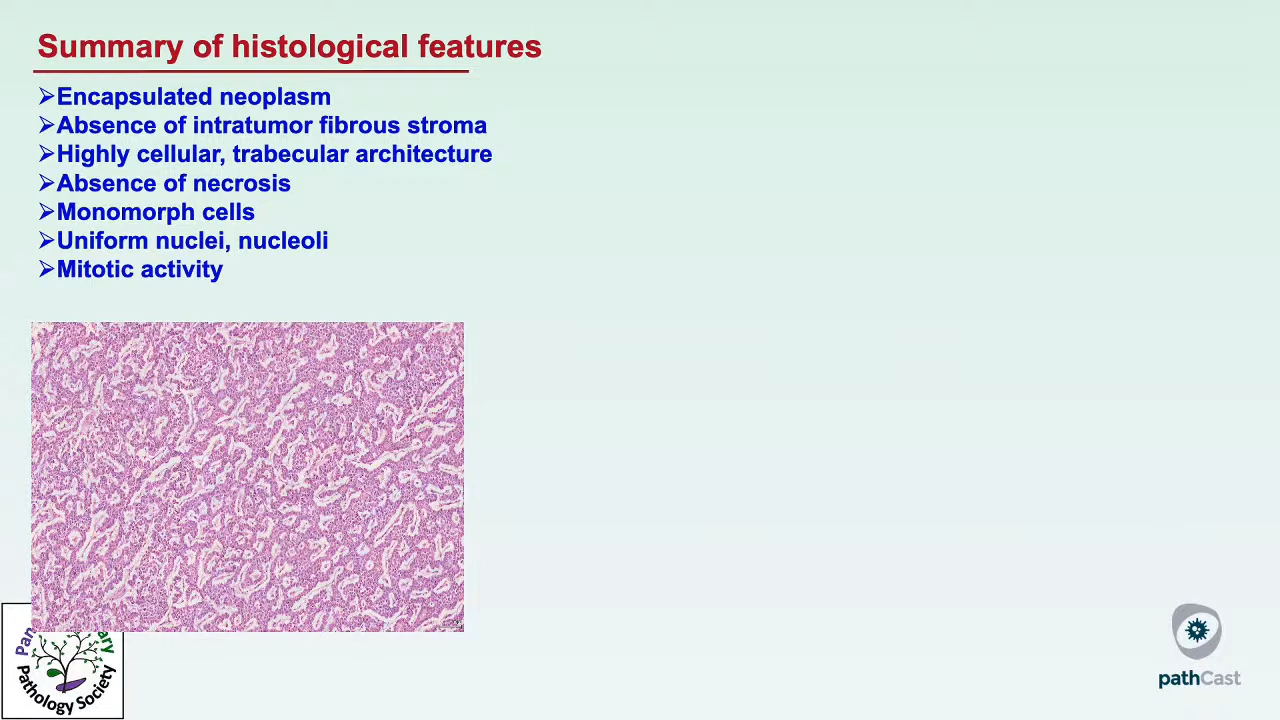 Summary of histological features
➢Encapsulated neoplasm
➢Absence of intratumor fibrous stroma
➢Highly cellular, trabecular architecture
➢Absence of necrosis
➢Monomorph cells
➢Uniform nuclei, nucleoli
➢Mitotic activity
Pathology Society
pathCast